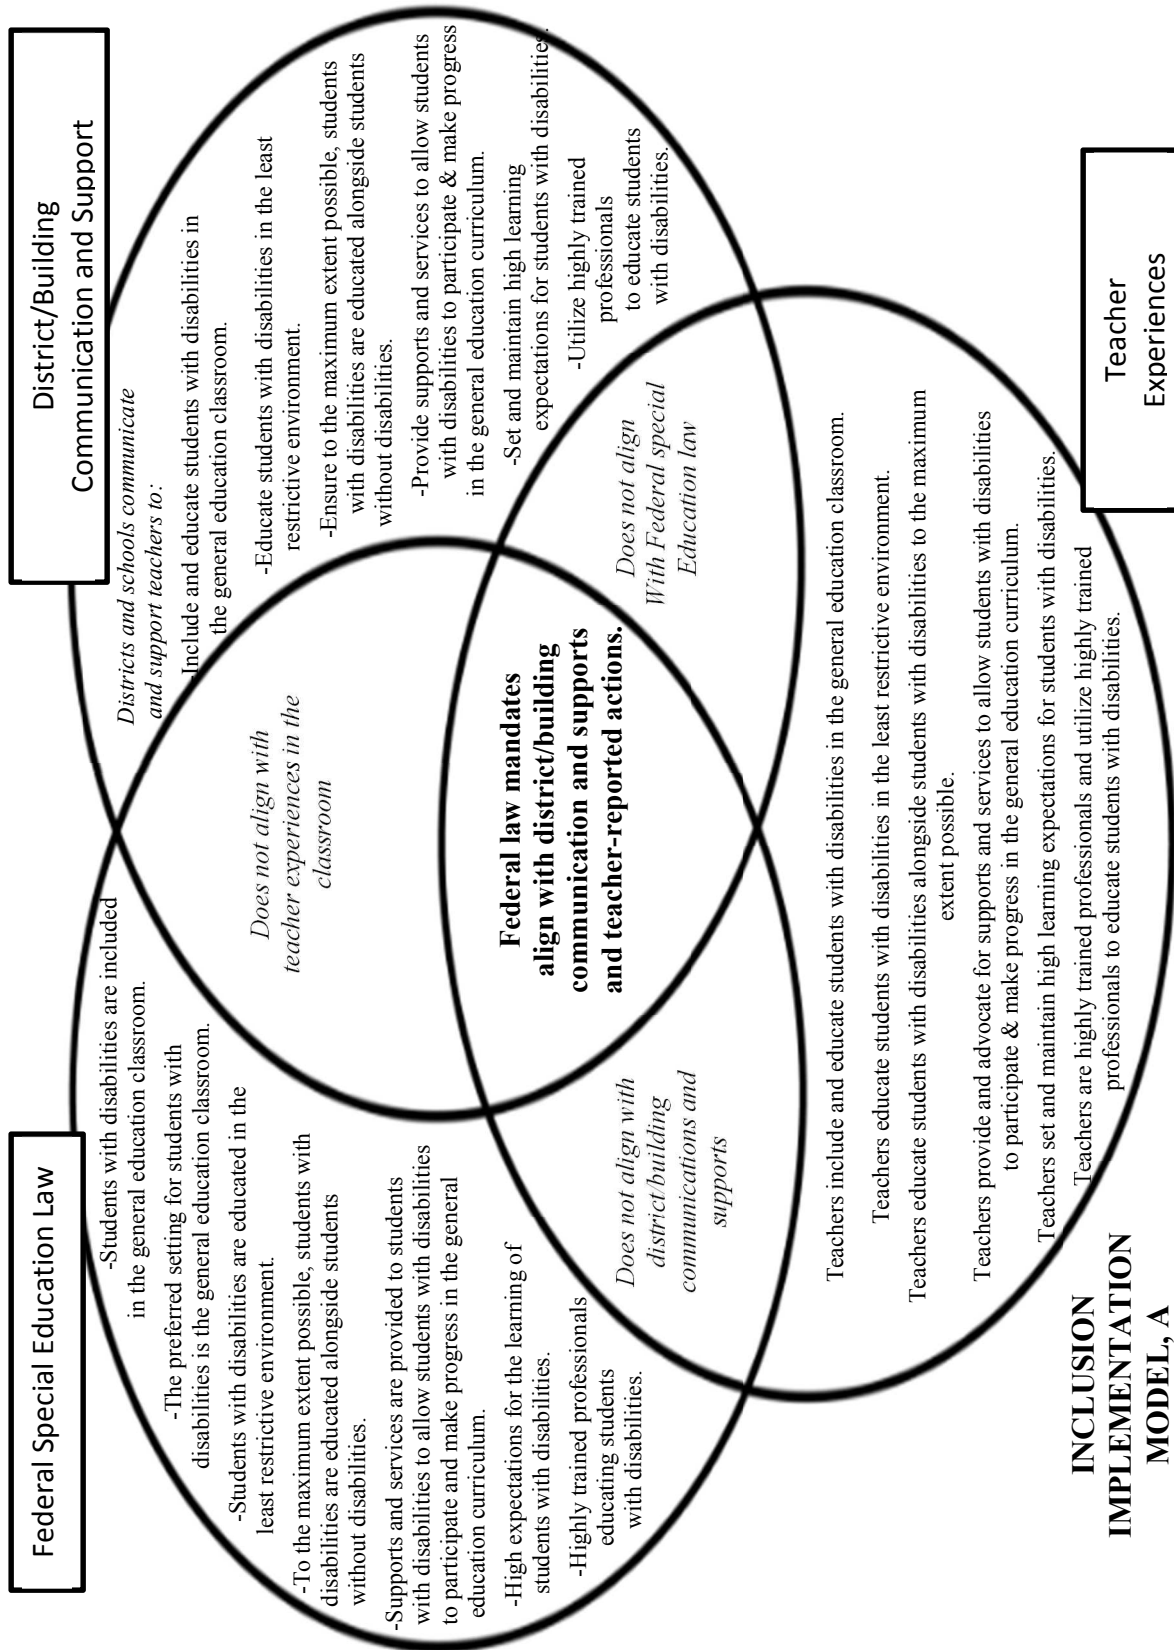 Federal Special Education Law
-Students with disabilities are included
in the general education classroom.
-The preferred setting for students with
disabilities is the general education classroom.
-Students with disabilities are educated in the
least restrictive environment.
-To the maximum extent possible, students with
disabilities are educated alongside students
without disabilities.
-Supports and services are provided to students
with disabilities to allow students with disabilities
to participate and make progress in the general
education curriculum.
-High expectations for the learning of
students with disabilities.
-Highly trained professionals
educating students
with disabilities.
District/Building
Communication and Support
Districts and schools communicate
and support teachers to:
-Include and educate students with disabilities in
the general education classroom.
-Educate students with disabilities in the least
restrictive environment.
-Ensure to the maximum extent possible, students
with disabilities are educated alongside students
without disabilities.
-Provide supports and services to allow students
with disabilities to participate & make progress
in the general education curriculum.
-Set and maintain high learning
expectations for students with disabilities.
-Utilize highly trained
professionals
to educate students
with disabilities.
Does not align with
teacher experiences in the
classroom
Federal law mandates
align with district/building
communication and supports
and teacher-reported actions.
Does not align with
district/building
communications and
supports
Does not align
With Federal special
Education law
Teachers include and educate students with disabilities in the general education classroom.
Teachers educate students with disabilities in the least restrictive environment.
Teachers educate students with disabilities alongside students with disabilities to the maximum
extent possible.
Teachers provide and advocate for supports and services to allow students with disabilities
to participate & make progress in the general education curriculum.
Teachers set and maintain high learning expectations for students with disabilities.
Teachers are highly trained professionals and utilize highly trained
professionals to educate students with disabilities.
Teacher
Experiences
INCLUSION
IMPLEMENTATION
MODEL, A